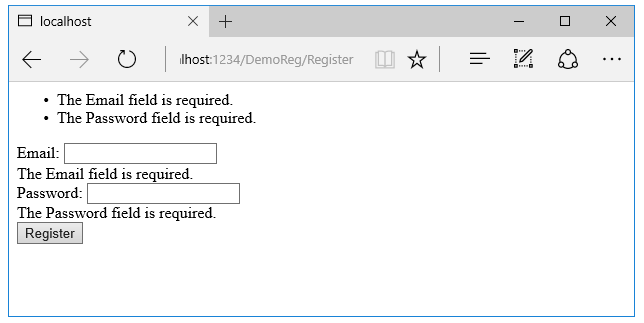 localhost
lhost:1234/DemoReg/Register
• The Email field is required.
• The Password field is required.
Email:
The Email field is required.
Password:
The Password field is required.
Register